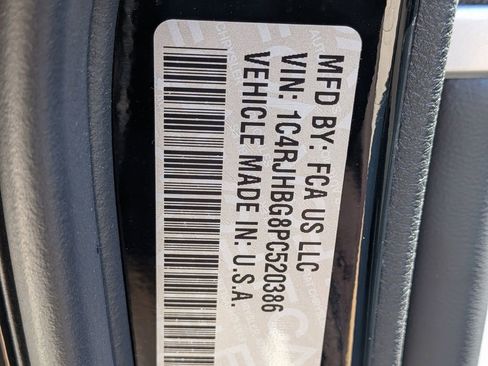 MFD BY: FCA US LLC
VIN: 1C4RJHBG8PC520386
VEHICLE MADE IN: U.S.A.